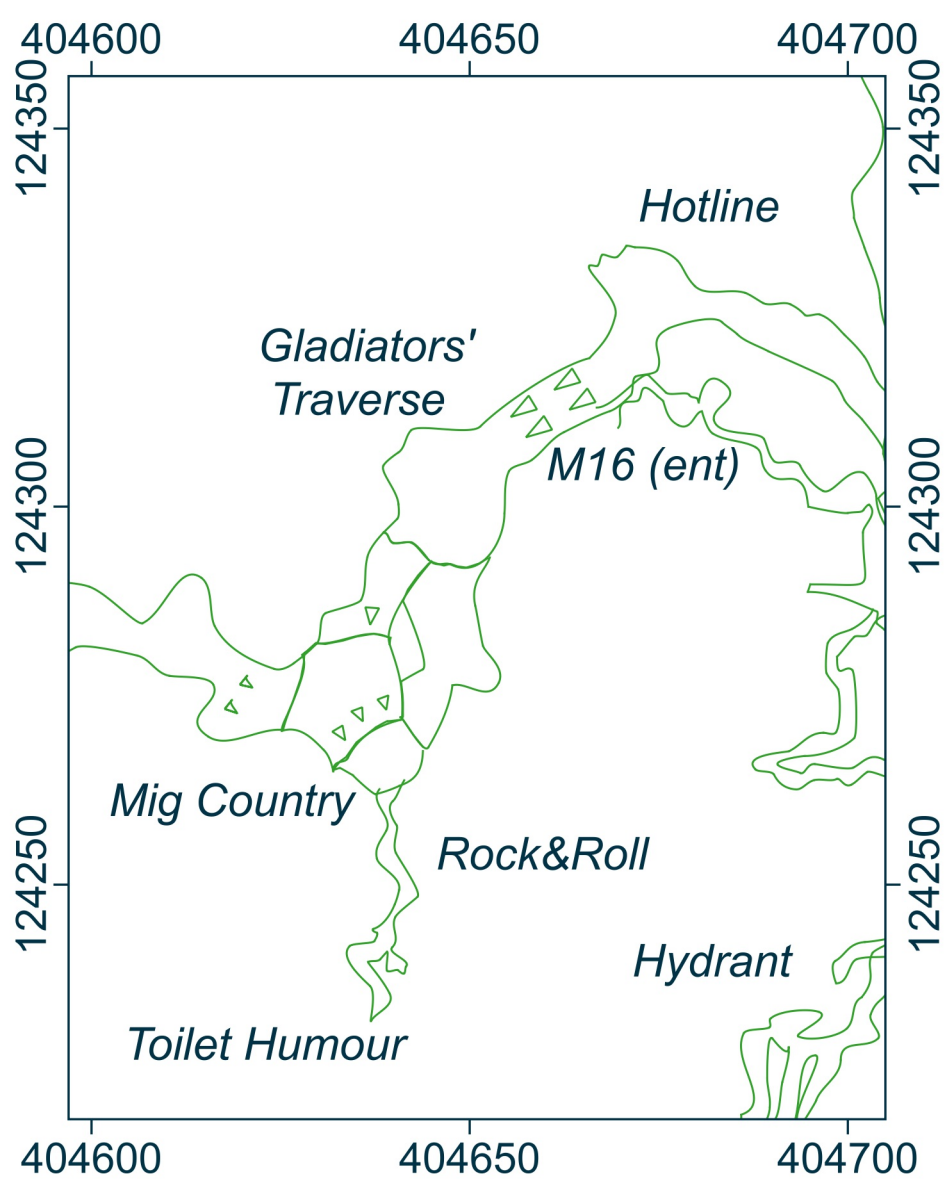 404600 404650 404700
124350 124350
Hotline
Gladiators'
Traverse
M16 (ent)
124300 124300
Mig Country
Rock&Roll
124250 124250
Hydrant
Toilet Humour
404600 404650 404700